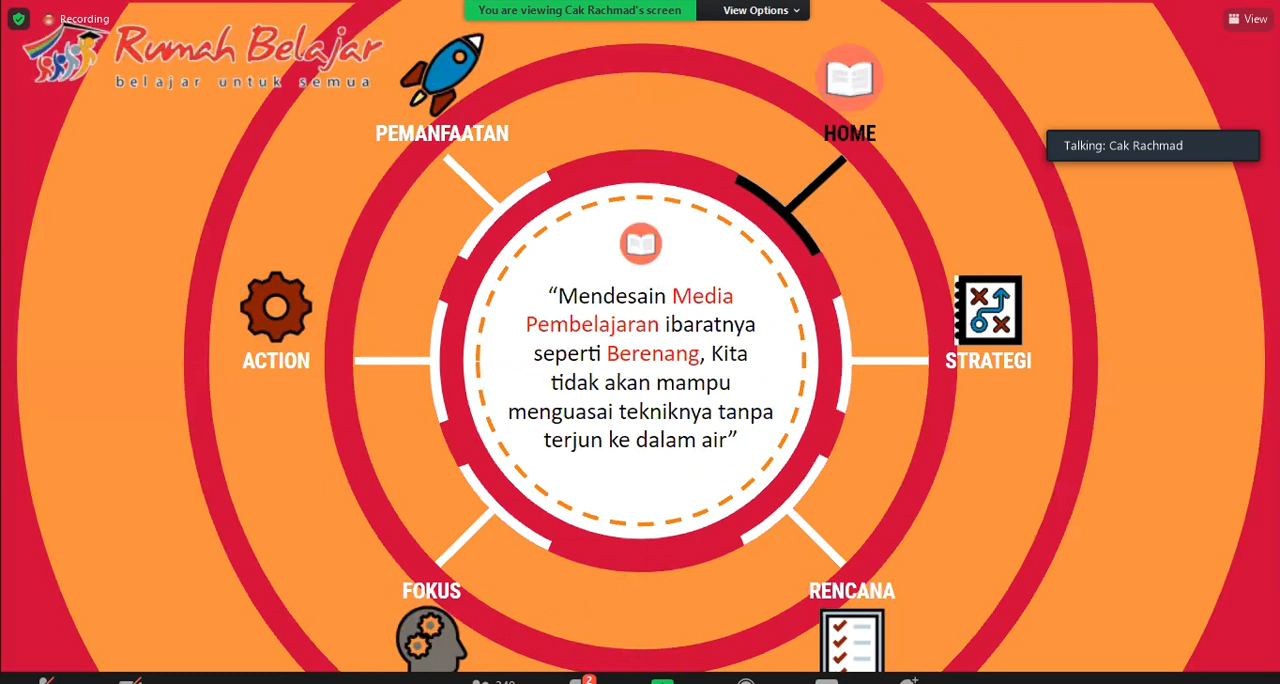 You are viewing Cak Rachmad's screen
View Options
Recording
View
Rumah Belajar
belajar untuk semua
PEMANFAATAN
HOME
Talking: Cak Rachmad
“Mendesain Media
Pembelajaran ibaratnya
seperti Berenang, Kita
tidak akan mampu
menguasai tekniknya tanpa
terjun ke dalam air”
ACTION
STRATEGI
FOKUS
RENCANA
2